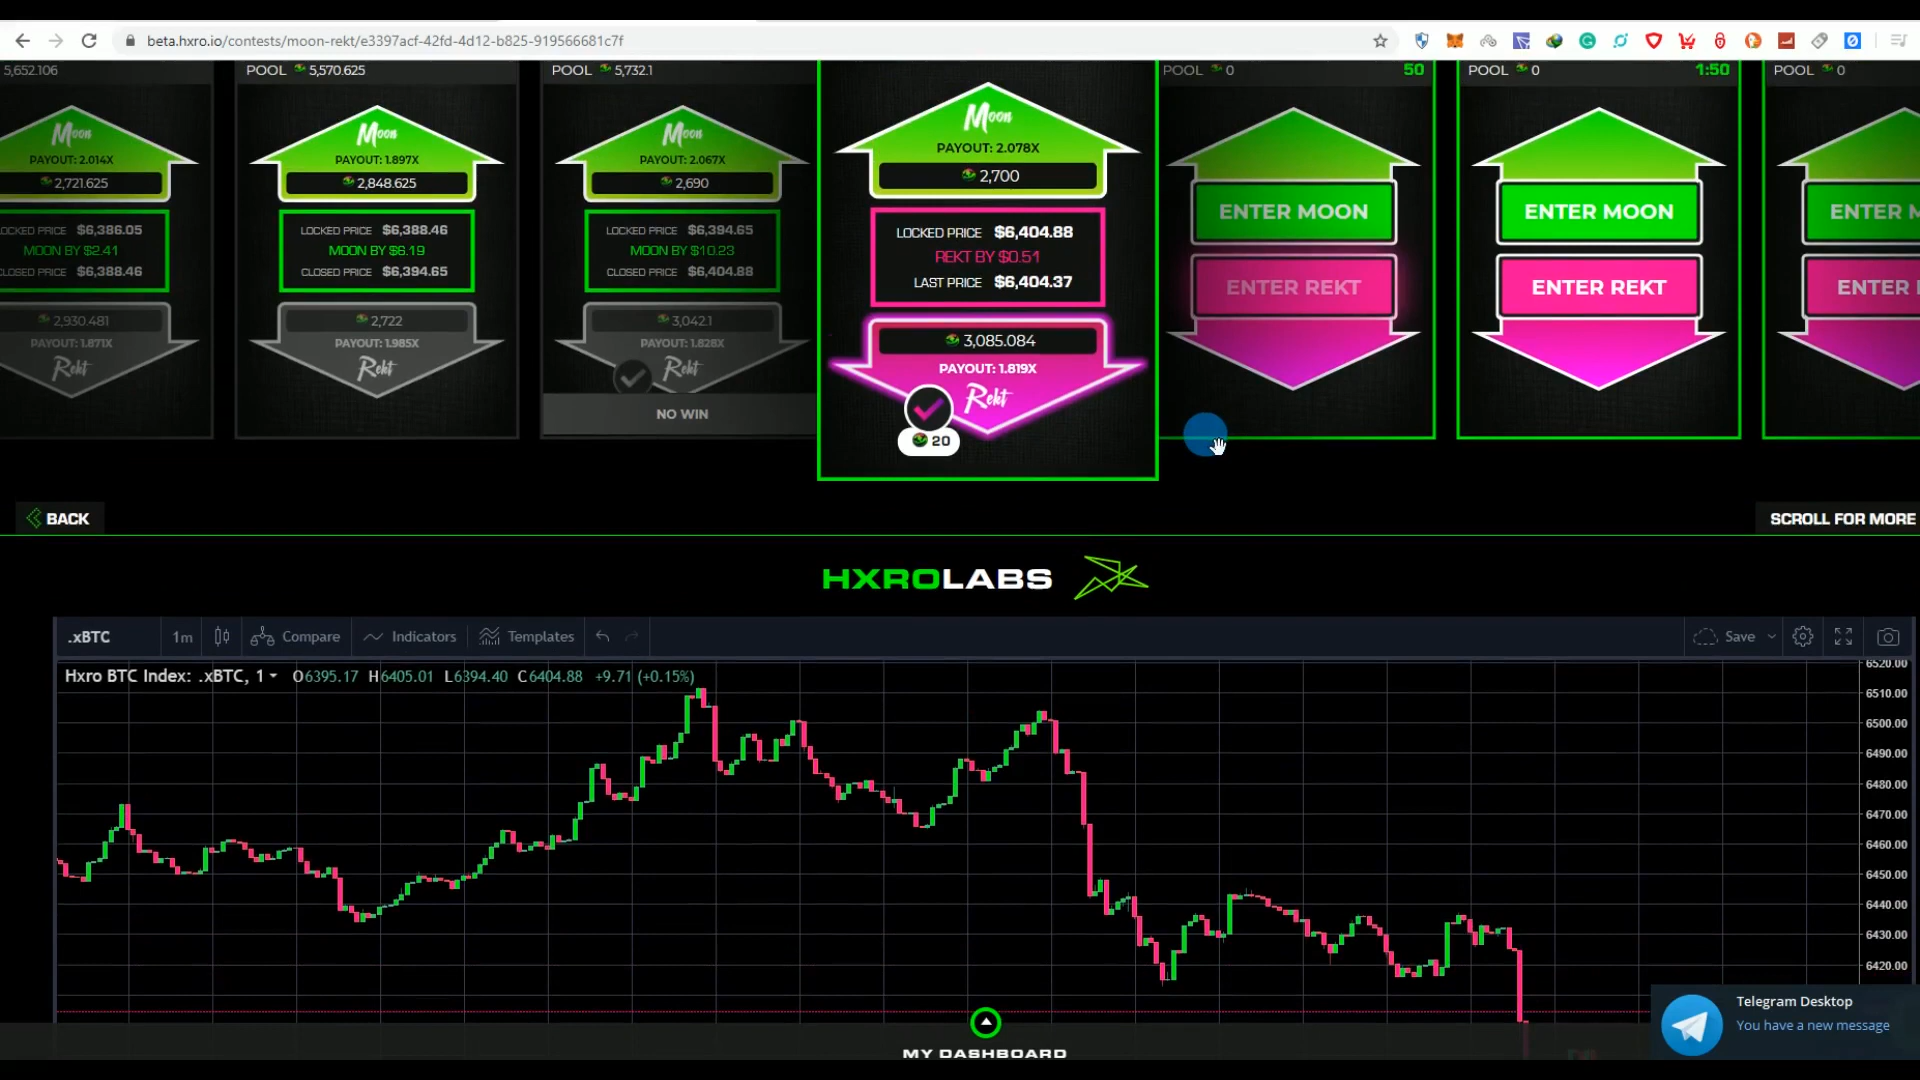 beta.hxro.io/contests/moon-rekt/e3397acf-42fd-4d12-b825-919566681c7f
5,652.106
POOL 5,570.625
POOL 5,732.1
POOL 0 50
POOL 0 1:50
POOL 0
Moon
PAYOUT: 2.014X
2,721.625
LOCKED PRICE $6,386.05
MOON BY $2.41
CLOSED PRICE $6,388.46
2,930.481
PAYOUT: 1.871X
Rekt
Moon
PAYOUT: 1.897X
2,848.625
LOCKED PRICE $6,388.46
MOON BY $6.19
CLOSED PRICE $6,394.65
2,722
PAYOUT: 1.985X
Rekt
Moon
PAYOUT: 2.067X
2,690
LOCKED PRICE $6,394.65
MOON BY $10.23
CLOSED PRICE $6,404.88
3,042.1
PAYOUT: 1.828X
Rekt
NO WIN
Moon
PAYOUT: 2.078X
2,700
LOCKED PRICE $6,404.88
REKT BY $0.51
LAST PRICE $6,404.37
3,085.084
PAYOUT: 1.819X
Rekt
20
ENTER MOON
ENTER REKT
ENTER MOON
ENTER REKT
ENTER
ENTER
BACK
SCROLL FOR MORE
HXROLABS
.xBTC 1m Compare Indicators Templates Save
Hxro BTC Index: .xBTC, 1 O6395.17 H6405.01 L6394.40 C6404.88 +9.71 (+0.15%)
6520.00
6510.00
6500.00
6490.00
6480.00
6470.00
6460.00
6450.00
6440.00
6430.00
6420.00
Telegram Desktop
You have a new message
MY DASHBOARD